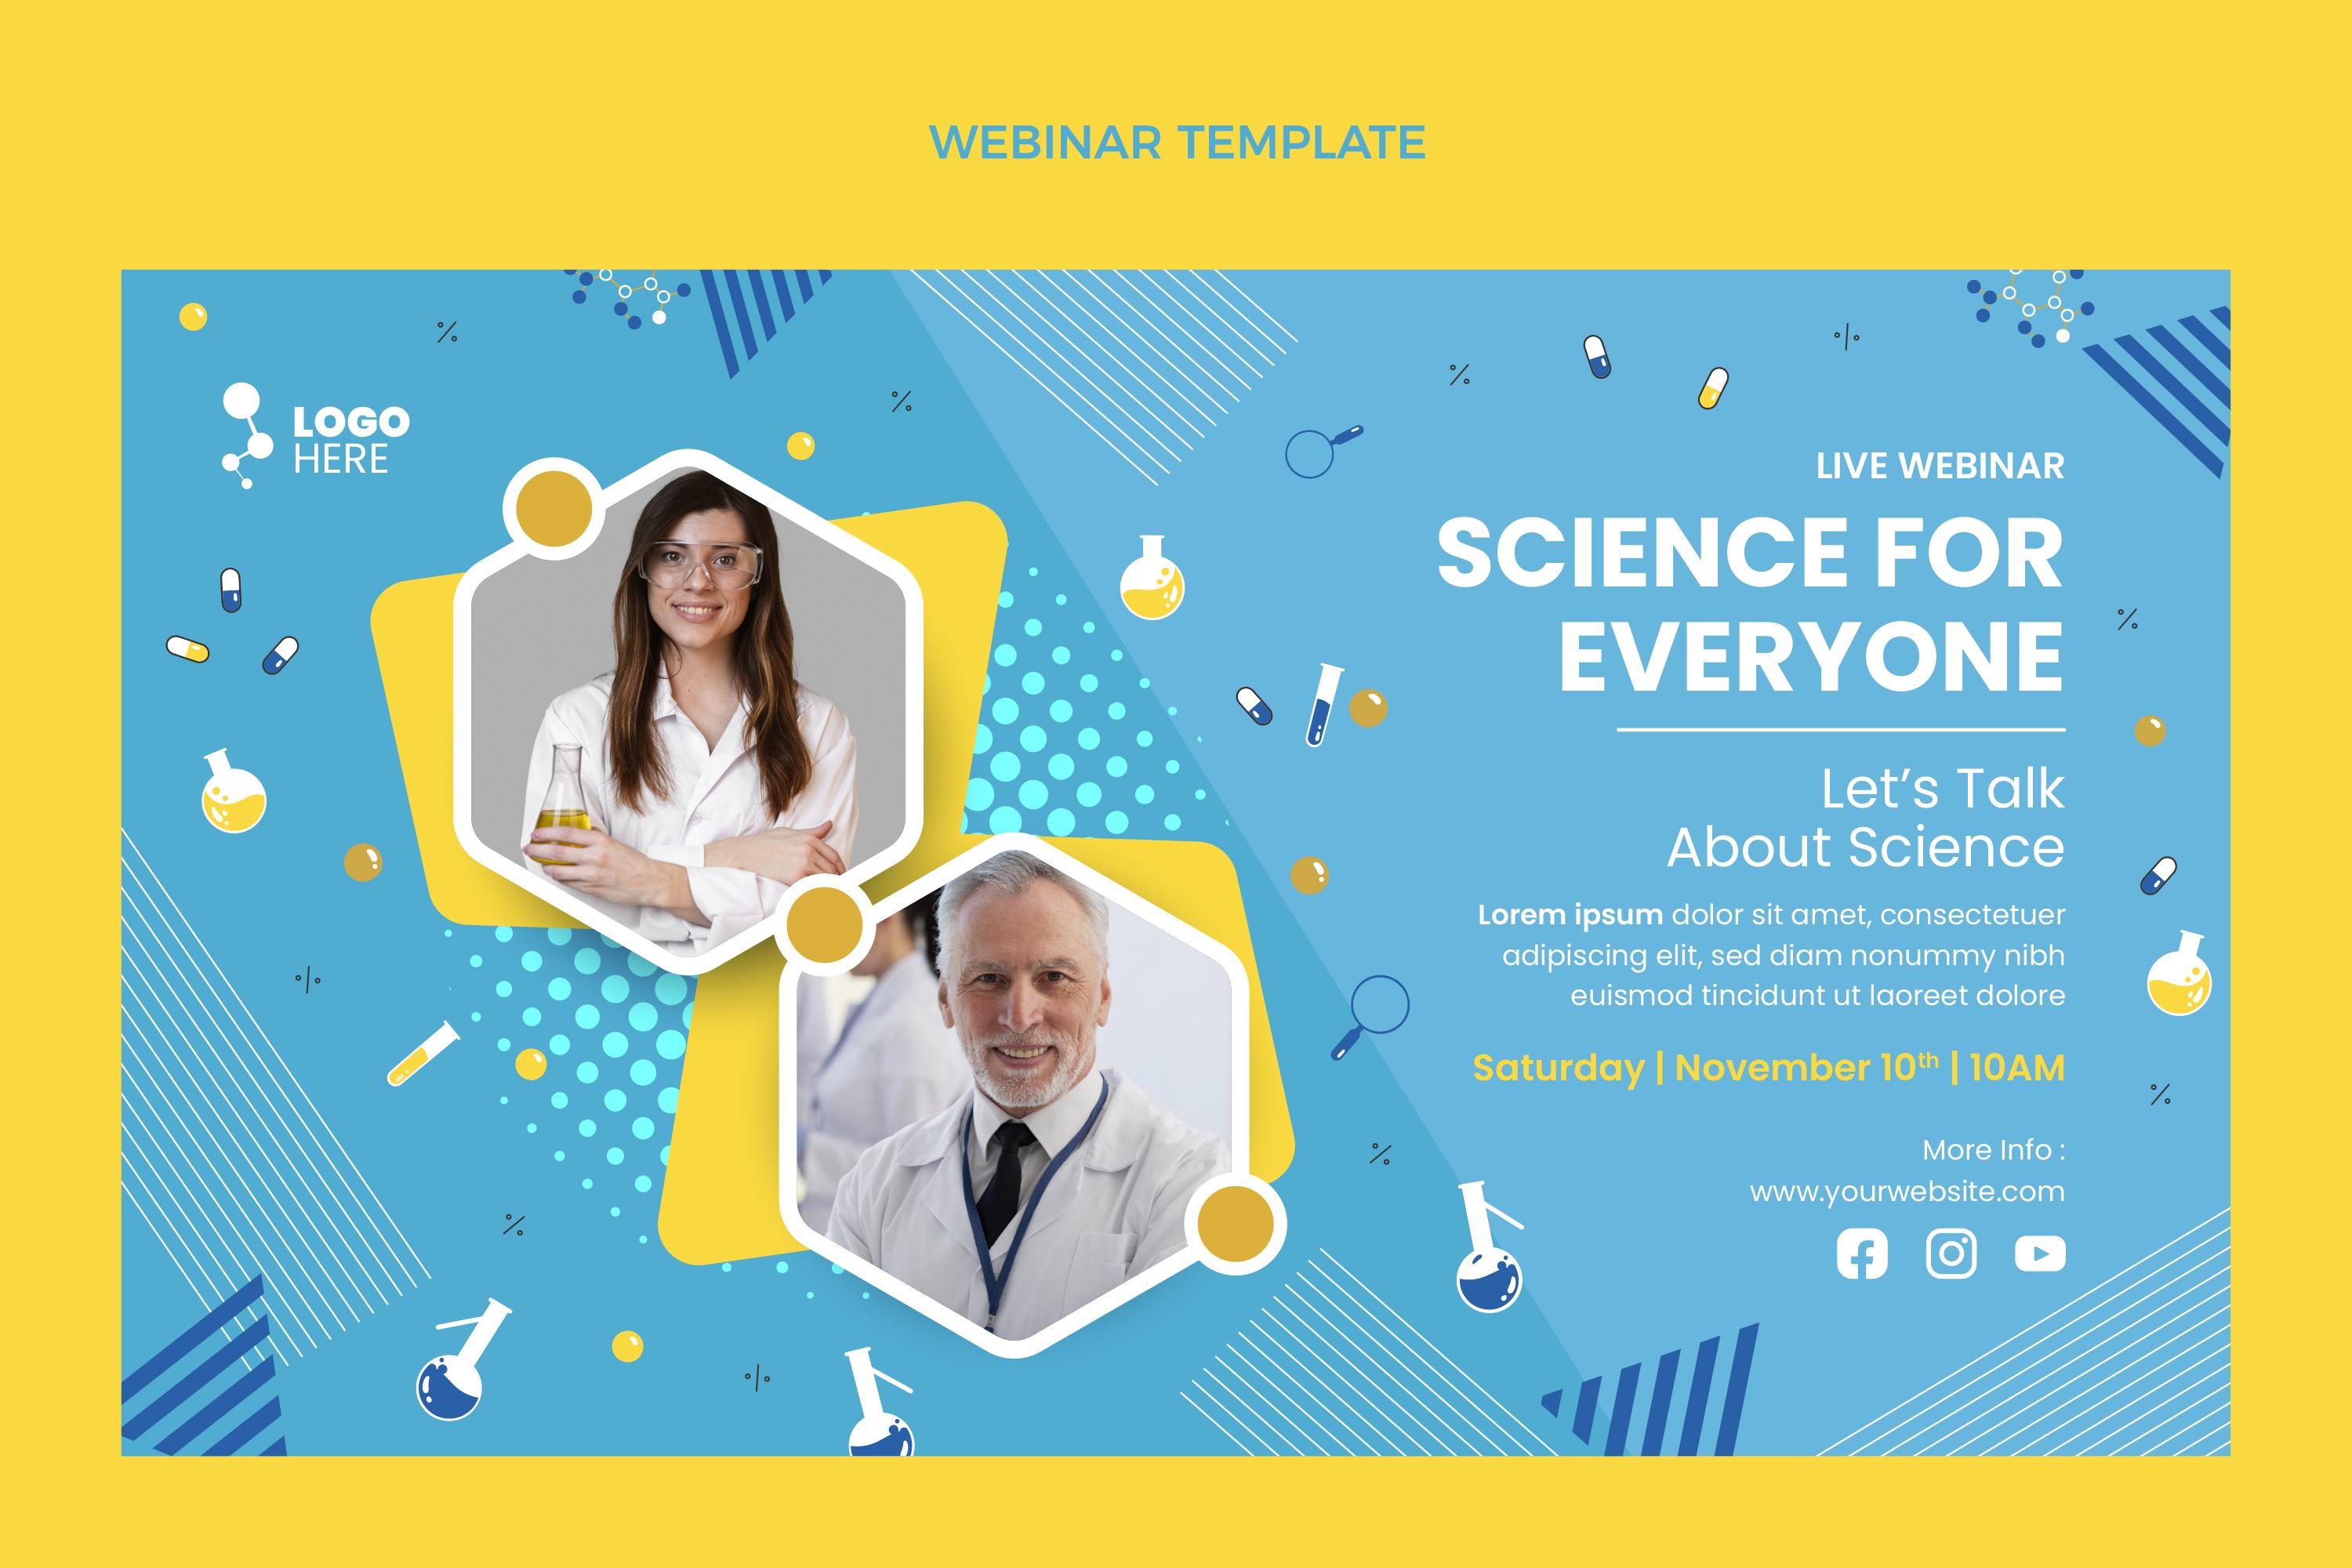 WEBINAR TEMPLATE
LOGO
HERE
LIVE WEBINAR
SCIENCE FOR
EVERYONE
Let’s Talk
About Science
Lorem ipsum dolor sit amet, consectetuer
adipiscing elit, sed diam nonummy nibh
euismod tincidunt ut laoreet dolore
Saturday | November 10th | 10AM
More Info :
www.yourwebsite.com